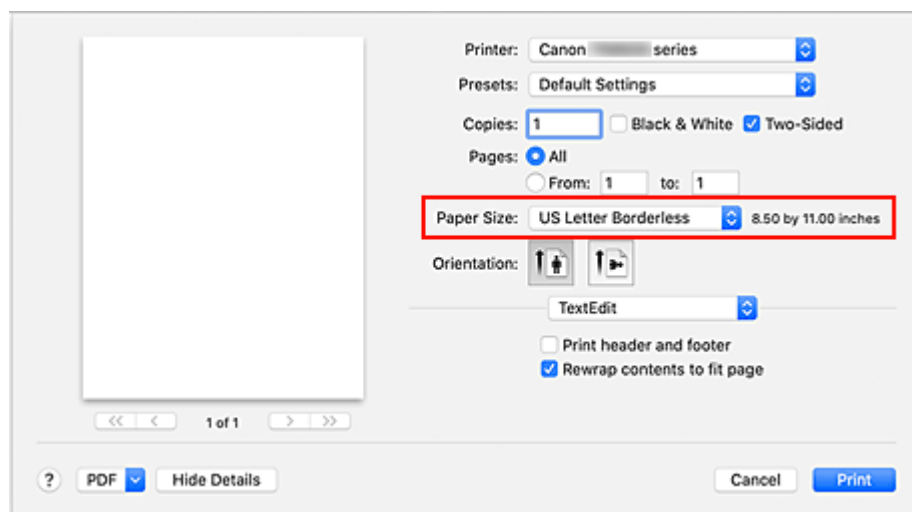 Printer: Canon series
Presets: Default Settings
Copies: 1 Black & White Two-Sided
Pages: All
From: 1 to: 1
Paper Size: US Letter Borderless 8.50 by 11.00 inches
Orientation:
TextEdit
Print header and footer
Rewrap contents to fit page
<< < 1 of 1 > >>
? PDF Hide Details Cancel Print